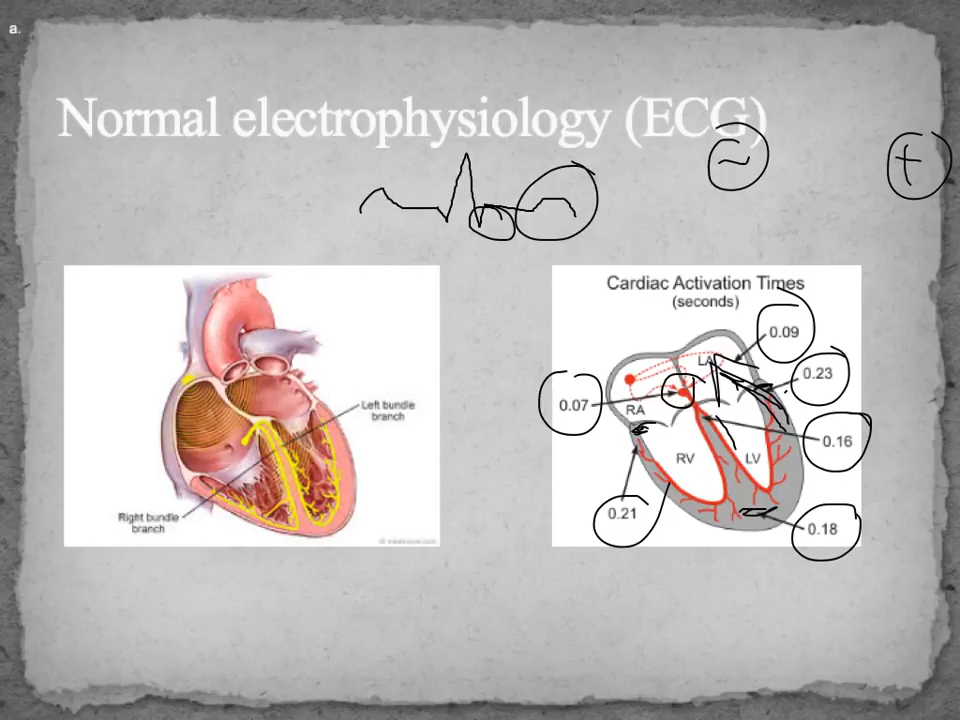 a.
Normal electrophysiology (ECG)
−
+
Left bundle
branch
Right bundle
branch
Cardiac Activation Times
(seconds)
0.09
LA
0.23
0.07
RA
0.16
RV
LV
0.21
0.18